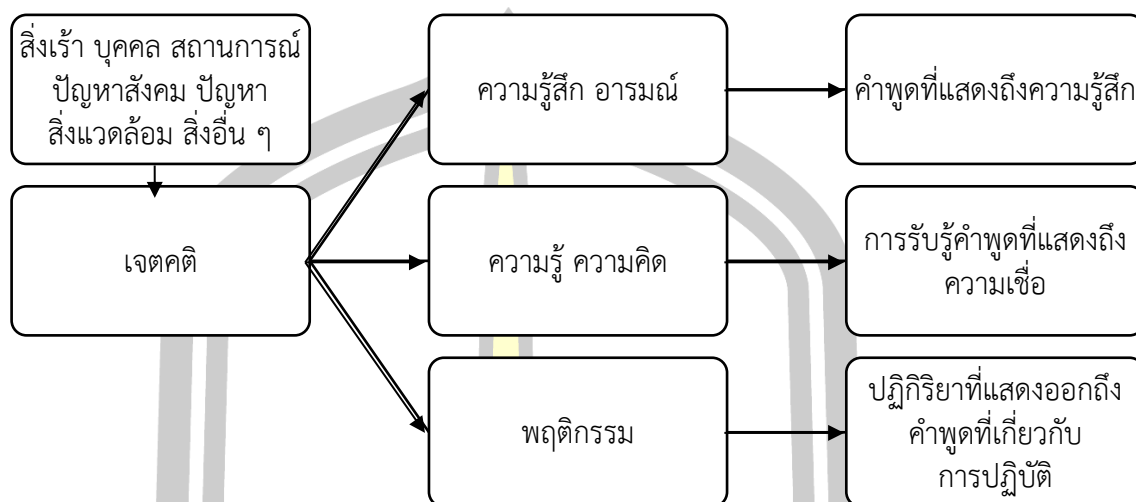 สิ่งเร้า บุคคล สถานการณ์
ปัญหาสังคม ปัญหา
สิ่งแวดล้อม สิ่งอื่น ๆ
ความรู้สึก อารมณ์
คำพูดที่แสดงถึงความรู้สึก
เจตคติ
ความรู้ ความคิด
การรับรู้คำพูดที่แสดงถึง
ความเชื่อ
พฤติกรรม
ปฏิกิริยาที่แสดงออกถึง
คำพูดที่เกี่ยวกับ
การปฏิบัติ